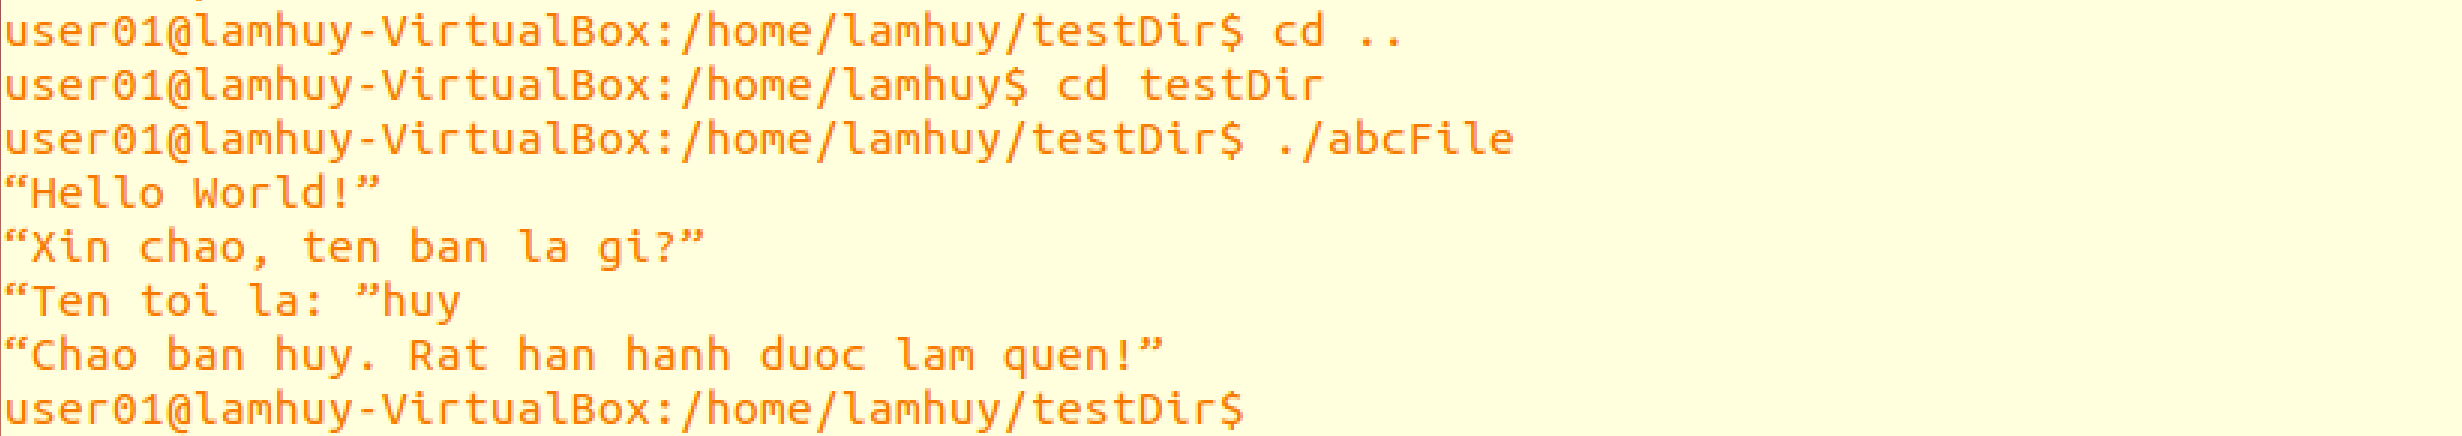 user01@lamhuy-VirtualBox:/home/lamhuy/testDir$ cd ..
user01@lamhuy-VirtualBox:/home/lamhuy$ cd testDir
user01@lamhuy-VirtualBox:/home/lamhuy/testDir$ ./abcFile
“Hello World!”
“Xin chao, ten ban la gi?”
“Ten toi la: ”huy
“Chao ban huy. Rat han hanh duoc lam quen!”
user01@lamhuy-VirtualBox:/home/lamhuy/testDir$